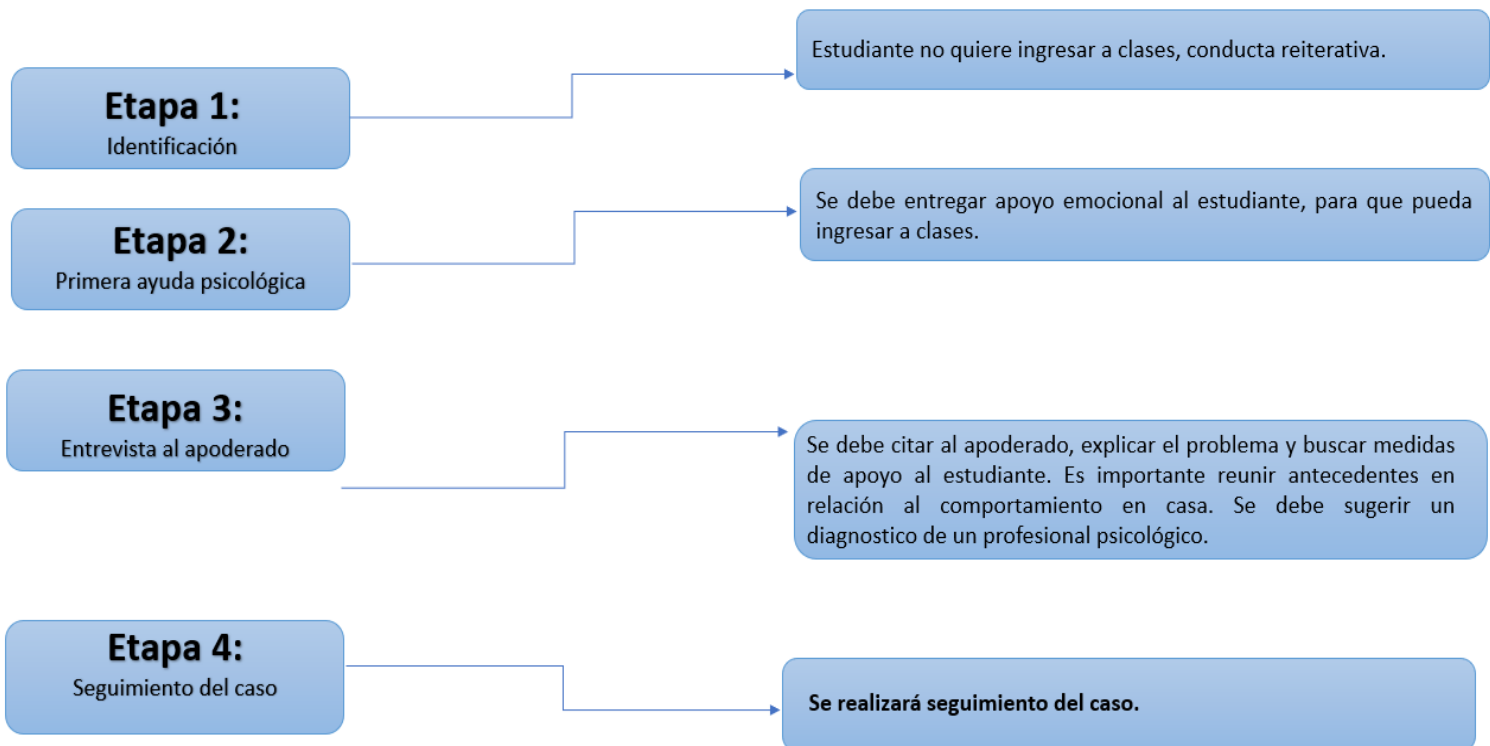 Estudiante no quiere ingresar a clases, conducta reiterativa.
Etapa 1:
Identificación
Se debe entregar apoyo emocional al estudiante, para que pueda
ingresar a clases.
Etapa 2:
Primera ayuda psicológica
Etapa 3:
Entrevista al apoderado
Se debe citar al apoderado, explicar el problema y buscar medidas
de apoyo al estudiante. Es importante reunir antecedentes en
relación al comportamiento en casa. Se debe sugerir un
diagnostico de un profesional psicológico.
Etapa 4:
Seguimiento del caso
Se realizará seguimiento del caso.